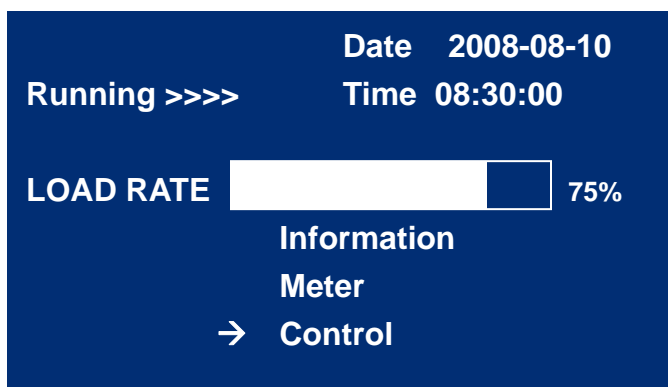 Date 2008-08-10
Running >>>> Time 08:30:00
LOAD RATE 75%
Information
Meter
→ Control